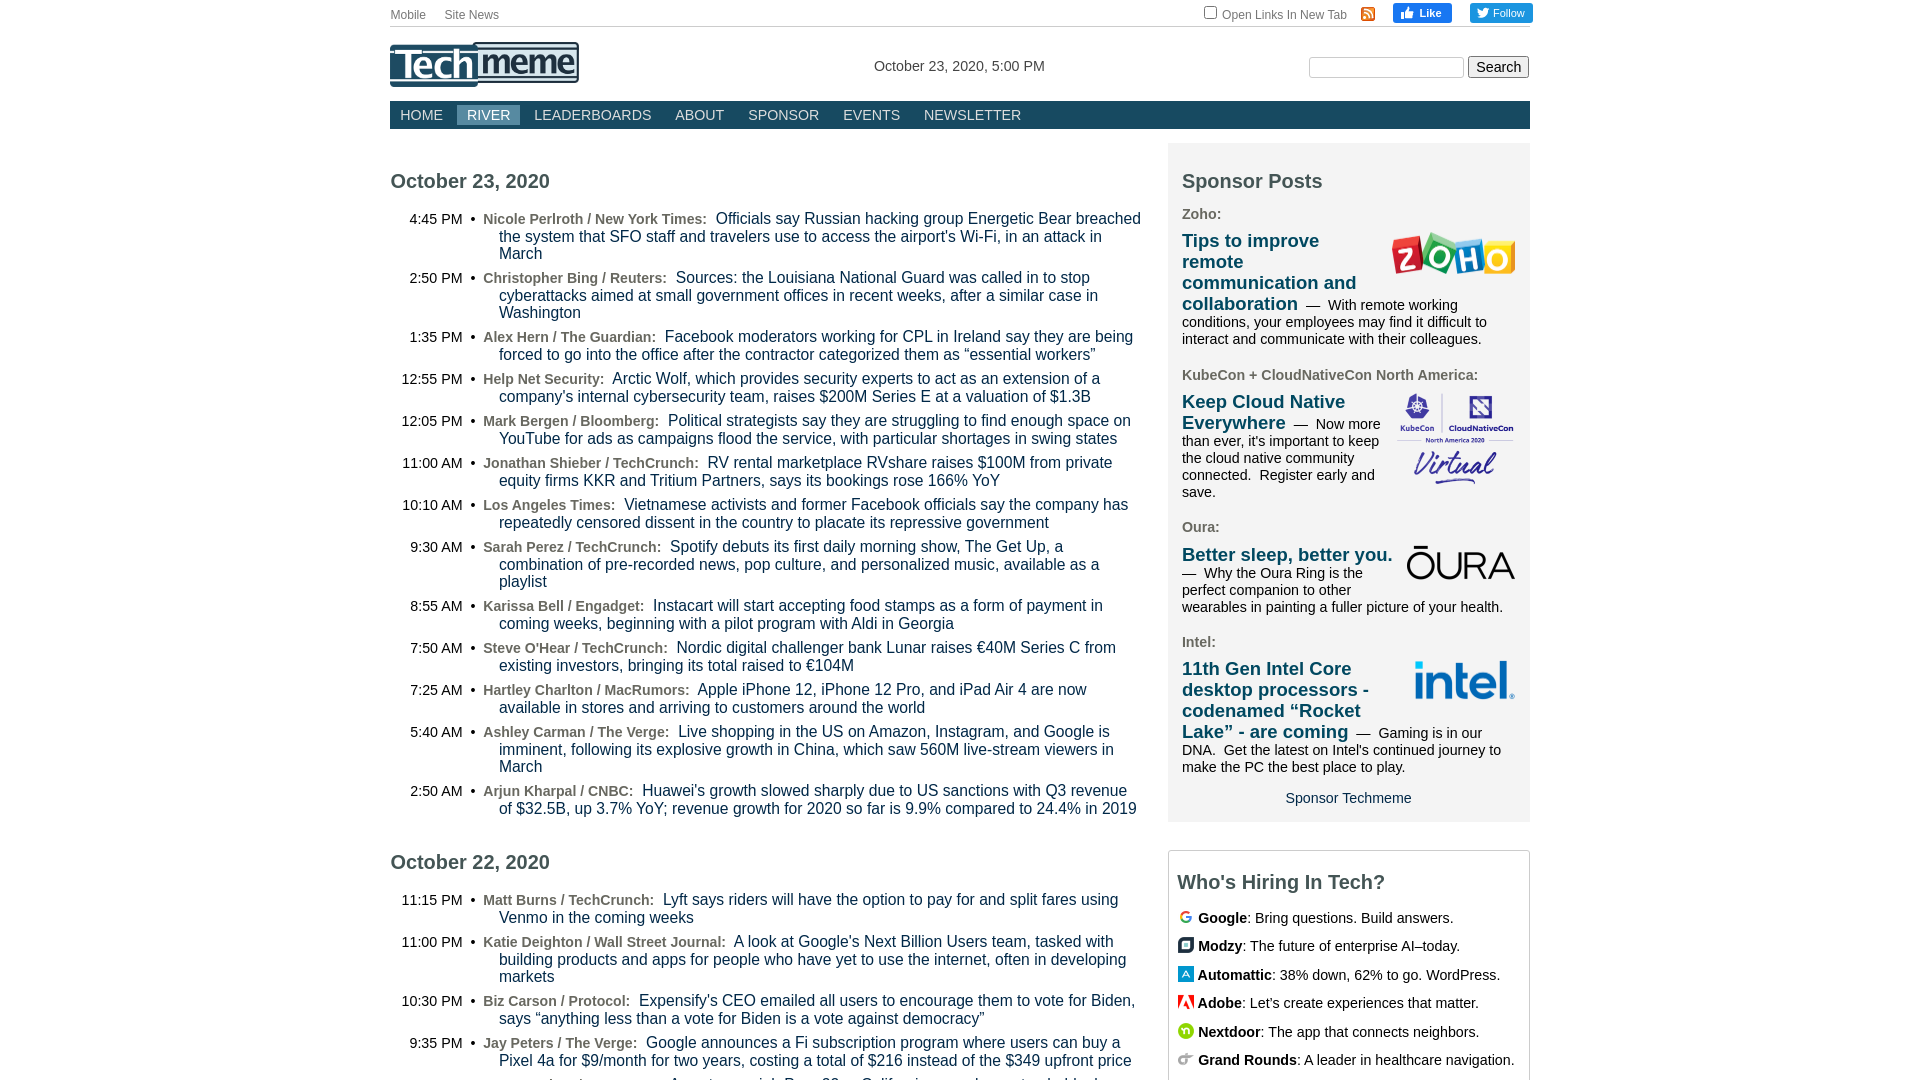 Mobile Site News Open Links In New Tab Like Follow
Techmeme October 23, 2020, 5:00 PM Search
HOME RIVER LEADERBOARDS ABOUT SPONSOR EVENTS NEWSLETTER
October 23, 2020
4:45 PM • Nicole Perlroth / New York Times: Officials say Russian hacking group Energetic Bear breached
the system that SFO staff and travelers use to access the airport's Wi-Fi, in an attack in
March
2:50 PM • Christopher Bing / Reuters: Sources: the Louisiana National Guard was called in to stop
cyberattacks aimed at small government offices in recent weeks, after a similar case in
Washington
1:35 PM • Alex Hern / The Guardian: Facebook moderators working for CPL in Ireland say they are being
forced to go into the office after the contractor categorized them as “essential workers”
12:55 PM • Help Net Security: Arctic Wolf, which provides security experts to act as an extension of a
company's internal cybersecurity team, raises $200M Series E at a valuation of $1.3B
12:05 PM • Mark Bergen / Bloomberg: Political strategists say they are struggling to find enough space on
YouTube for ads as campaigns flood the service, with particular shortages in swing states
11:00 AM • Jonathan Shieber / TechCrunch: RV rental marketplace RVshare raises $100M from private
equity firms KKR and Tritium Partners, says its bookings rose 166% YoY
10:10 AM • Los Angeles Times: Vietnamese activists and former Facebook officials say the company has
repeatedly censored dissent in the country to placate its repressive government
9:30 AM • Sarah Perez / TechCrunch: Spotify debuts its first daily morning show, The Get Up, a
combination of pre-recorded news, pop culture, and personalized music, available as a
playlist
8:55 AM • Karissa Bell / Engadget: Instacart will start accepting food stamps as a form of payment in
coming weeks, beginning with a pilot program with Aldi in Georgia
7:50 AM • Steve O'Hear / TechCrunch: Nordic digital challenger bank Lunar raises €40M Series C from
existing investors, bringing its total raised to €104M
7:25 AM • Hartley Charlton / MacRumors: Apple iPhone 12, iPhone 12 Pro, and iPad Air 4 are now
available in stores and arriving to customers around the world
5:40 AM • Ashley Carman / The Verge: Live shopping in the US on Amazon, Instagram, and Google is
imminent, following its explosive growth in China, which saw 560M live-stream viewers in
March
2:50 AM • Arjun Kharpal / CNBC: Huawei's growth slowed sharply due to US sanctions with Q3 revenue
of $32.5B, up 3.7% YoY; revenue growth for 2020 so far is 9.9% compared to 24.4% in 2019
October 22, 2020
11:15 PM • Matt Burns / TechCrunch: Lyft says riders will have the option to pay for and split fares using
Venmo in the coming weeks
11:00 PM • Katie Deighton / Wall Street Journal: A look at Google's Next Billion Users team, tasked with
building products and apps for people who have yet to use the internet, often in developing
markets
10:30 PM • Biz Carson / Protocol: Expensify's CEO emailed all users to encourage them to vote for Biden,
says “anything less than a vote for Biden is a vote against democracy”
9:35 PM • Jay Peters / The Verge: Google announces a Fi subscription program where users can buy a
Pixel 4a for $9/month for two years, costing a total of $216 instead of the $349 upfront price
Sponsor Posts
Zoho:
Tips to improve
remote
communication and
collaboration — With remote working
conditions, your employees may find it difficult to
interact and communicate with their colleagues.
ZOHO
KubeCon + CloudNativeCon North America:
Keep Cloud Native
Everywhere — Now more
than ever, it's important to keep
the cloud native community
connected. Register early and
save.
KubeCon CloudNativeCon
North America 2020
Virtual
Oura:
Better sleep, better you.
— Why the Oura Ring is the
perfect companion to other
wearables in painting a fuller picture of your health.
ŌURA
Intel:
11th Gen Intel Core
desktop processors -
codenamed “Rocket
Lake” - are coming — Gaming is in our
DNA. Get the latest on Intel's continued journey to
make the PC the best place to play.
intel®
Sponsor Techmeme
Who's Hiring In Tech?
Google: Bring questions. Build answers.
Modzy: The future of enterprise AI–today.
Automattic: 38% down, 62% to go. WordPress.
Adobe: Let's create experiences that matter.
Nextdoor: The app that connects neighbors.
Grand Rounds: A leader in healthcare navigation.